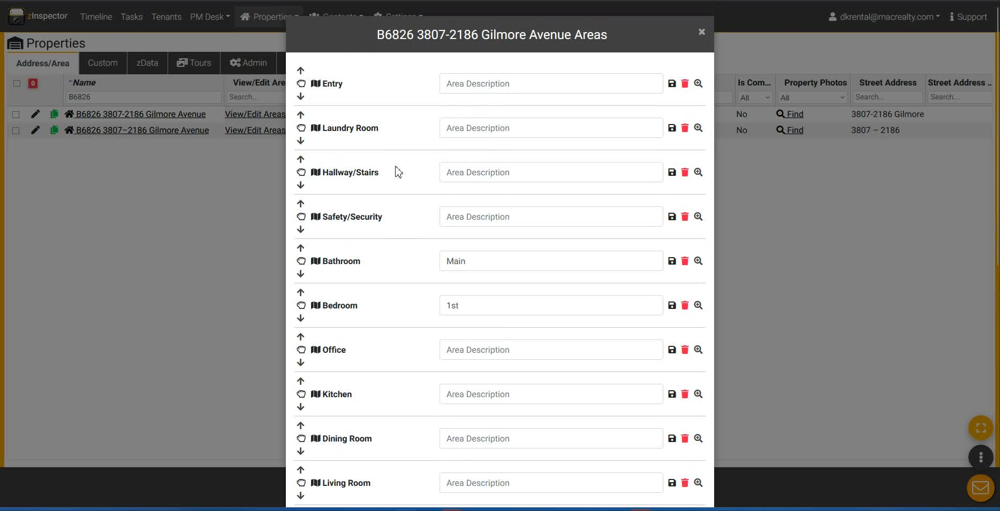 zInspector Timeline Tasks Tenants PM Desk Properties Contacts Settings dkrental@macrealty.com Support
B6826 3807-2186 Gilmore Avenue Areas
Properties
Address/Area Custom zData Tours Admin
0 Name View/Edit Are Is Com... Property Photos Street Address Street Address ..
B6826 Search... All All Search... Search...
B6826 3807-2186 Gilmore Avenue View/Edit Areas No Find 3807-2186 Gilmore
B6826 3807–2186 Gilmore Avenue View/Edit Areas No Find 3807 – 2186
Entry Area Description
Laundry Room Area Description
Hallway/Stairs Area Description
Safety/Security Area Description
Bathroom Main
Bedroom 1st
Office Area Description
Kitchen Area Description
Dining Room Area Description
Living Room Area Description